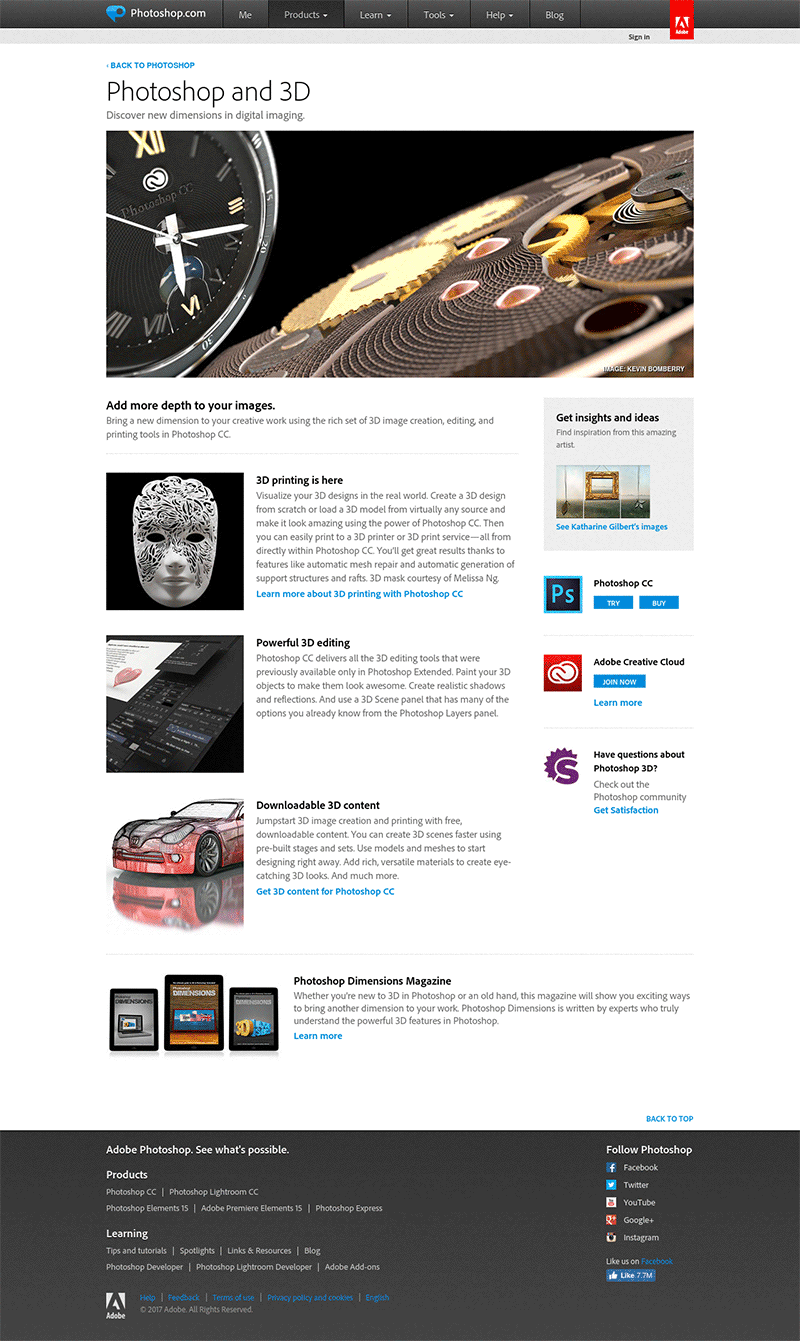 Photoshop.com
Me
Products
Learn
Tools
Help
Blog
Sign in
Adobe
‹ BACK TO PHOTOSHOP
Photoshop and 3D
Discover new dimensions in digital imaging.
XII
Photoshop CC
15
20
IMAGE: KEVIN BOMBERRY
Add more depth to your images.
Bring a new dimension to your creative work using the rich set of 3D image creation, editing, and
printing tools in Photoshop CC.
3D printing is here
Visualize your 3D designs in the real world. Create a 3D design
from scratch or load a 3D model from virtually any source and
make it look amazing using the power of Photoshop CC. Then
you can easily print to a 3D printer or 3D print service—all from
directly within Photoshop CC. You'll get great results thanks to
features like automatic mesh repair and automatic generation of
support structures and rafts. 3D mask courtesy of Melissa Ng.
Learn more about 3D printing with Photoshop CC
Powerful 3D editing
Photoshop CC delivers all the 3D editing tools that were
previously available only in Photoshop Extended. Paint your 3D
objects to make them look awesome. Create realistic shadows
and reflections. And use a 3D Scene panel that has many of the
options you already know from the Photoshop Layers panel.
Downloadable 3D content
Jumpstart 3D image creation and printing with free,
downloadable content. You can create 3D scenes faster using
pre-built stages and sets. Use models and meshes to start
designing right away. Add rich, versatile materials to create eye-
catching 3D looks. And much more.
Get 3D content for Photoshop CC
Get insights and ideas
Find inspiration from this amazing
artist.
See Katharine Gilbert's images
Ps
Photoshop CC
TRY
BUY
Adobe Creative Cloud
JOIN NOW
Learn more
Have questions about
Photoshop 3D?
Check out the
Photoshop community
Get Satisfaction
DIMENSIONS
DIMENSIONS
DIMENSIONS
Photoshop Dimensions Magazine
Whether you're new to 3D in Photoshop or an old hand, this magazine will show you exciting ways
to bring another dimension to your work. Photoshop Dimensions is written by experts who truly
understand the powerful 3D features in Photoshop.
Learn more
BACK TO TOP
Adobe Photoshop. See what's possible.
Products
Photoshop CC | Photoshop Lightroom CC
Photoshop Elements 15 | Adobe Premiere Elements 15 | Photoshop Express
Learning
Tips and tutorials | Spotlights | Links & Resources | Blog
Photoshop Developer | Photoshop Lightroom Developer | Adobe Add-ons
Follow Photoshop
Facebook
Twitter
YouTube
Google+
Instagram
Like us on Facebook
Like 7.7M
Adobe
Help | Feedback | Terms of use | Privacy policy and cookies | English
© 2017 Adobe. All Rights Reserved.